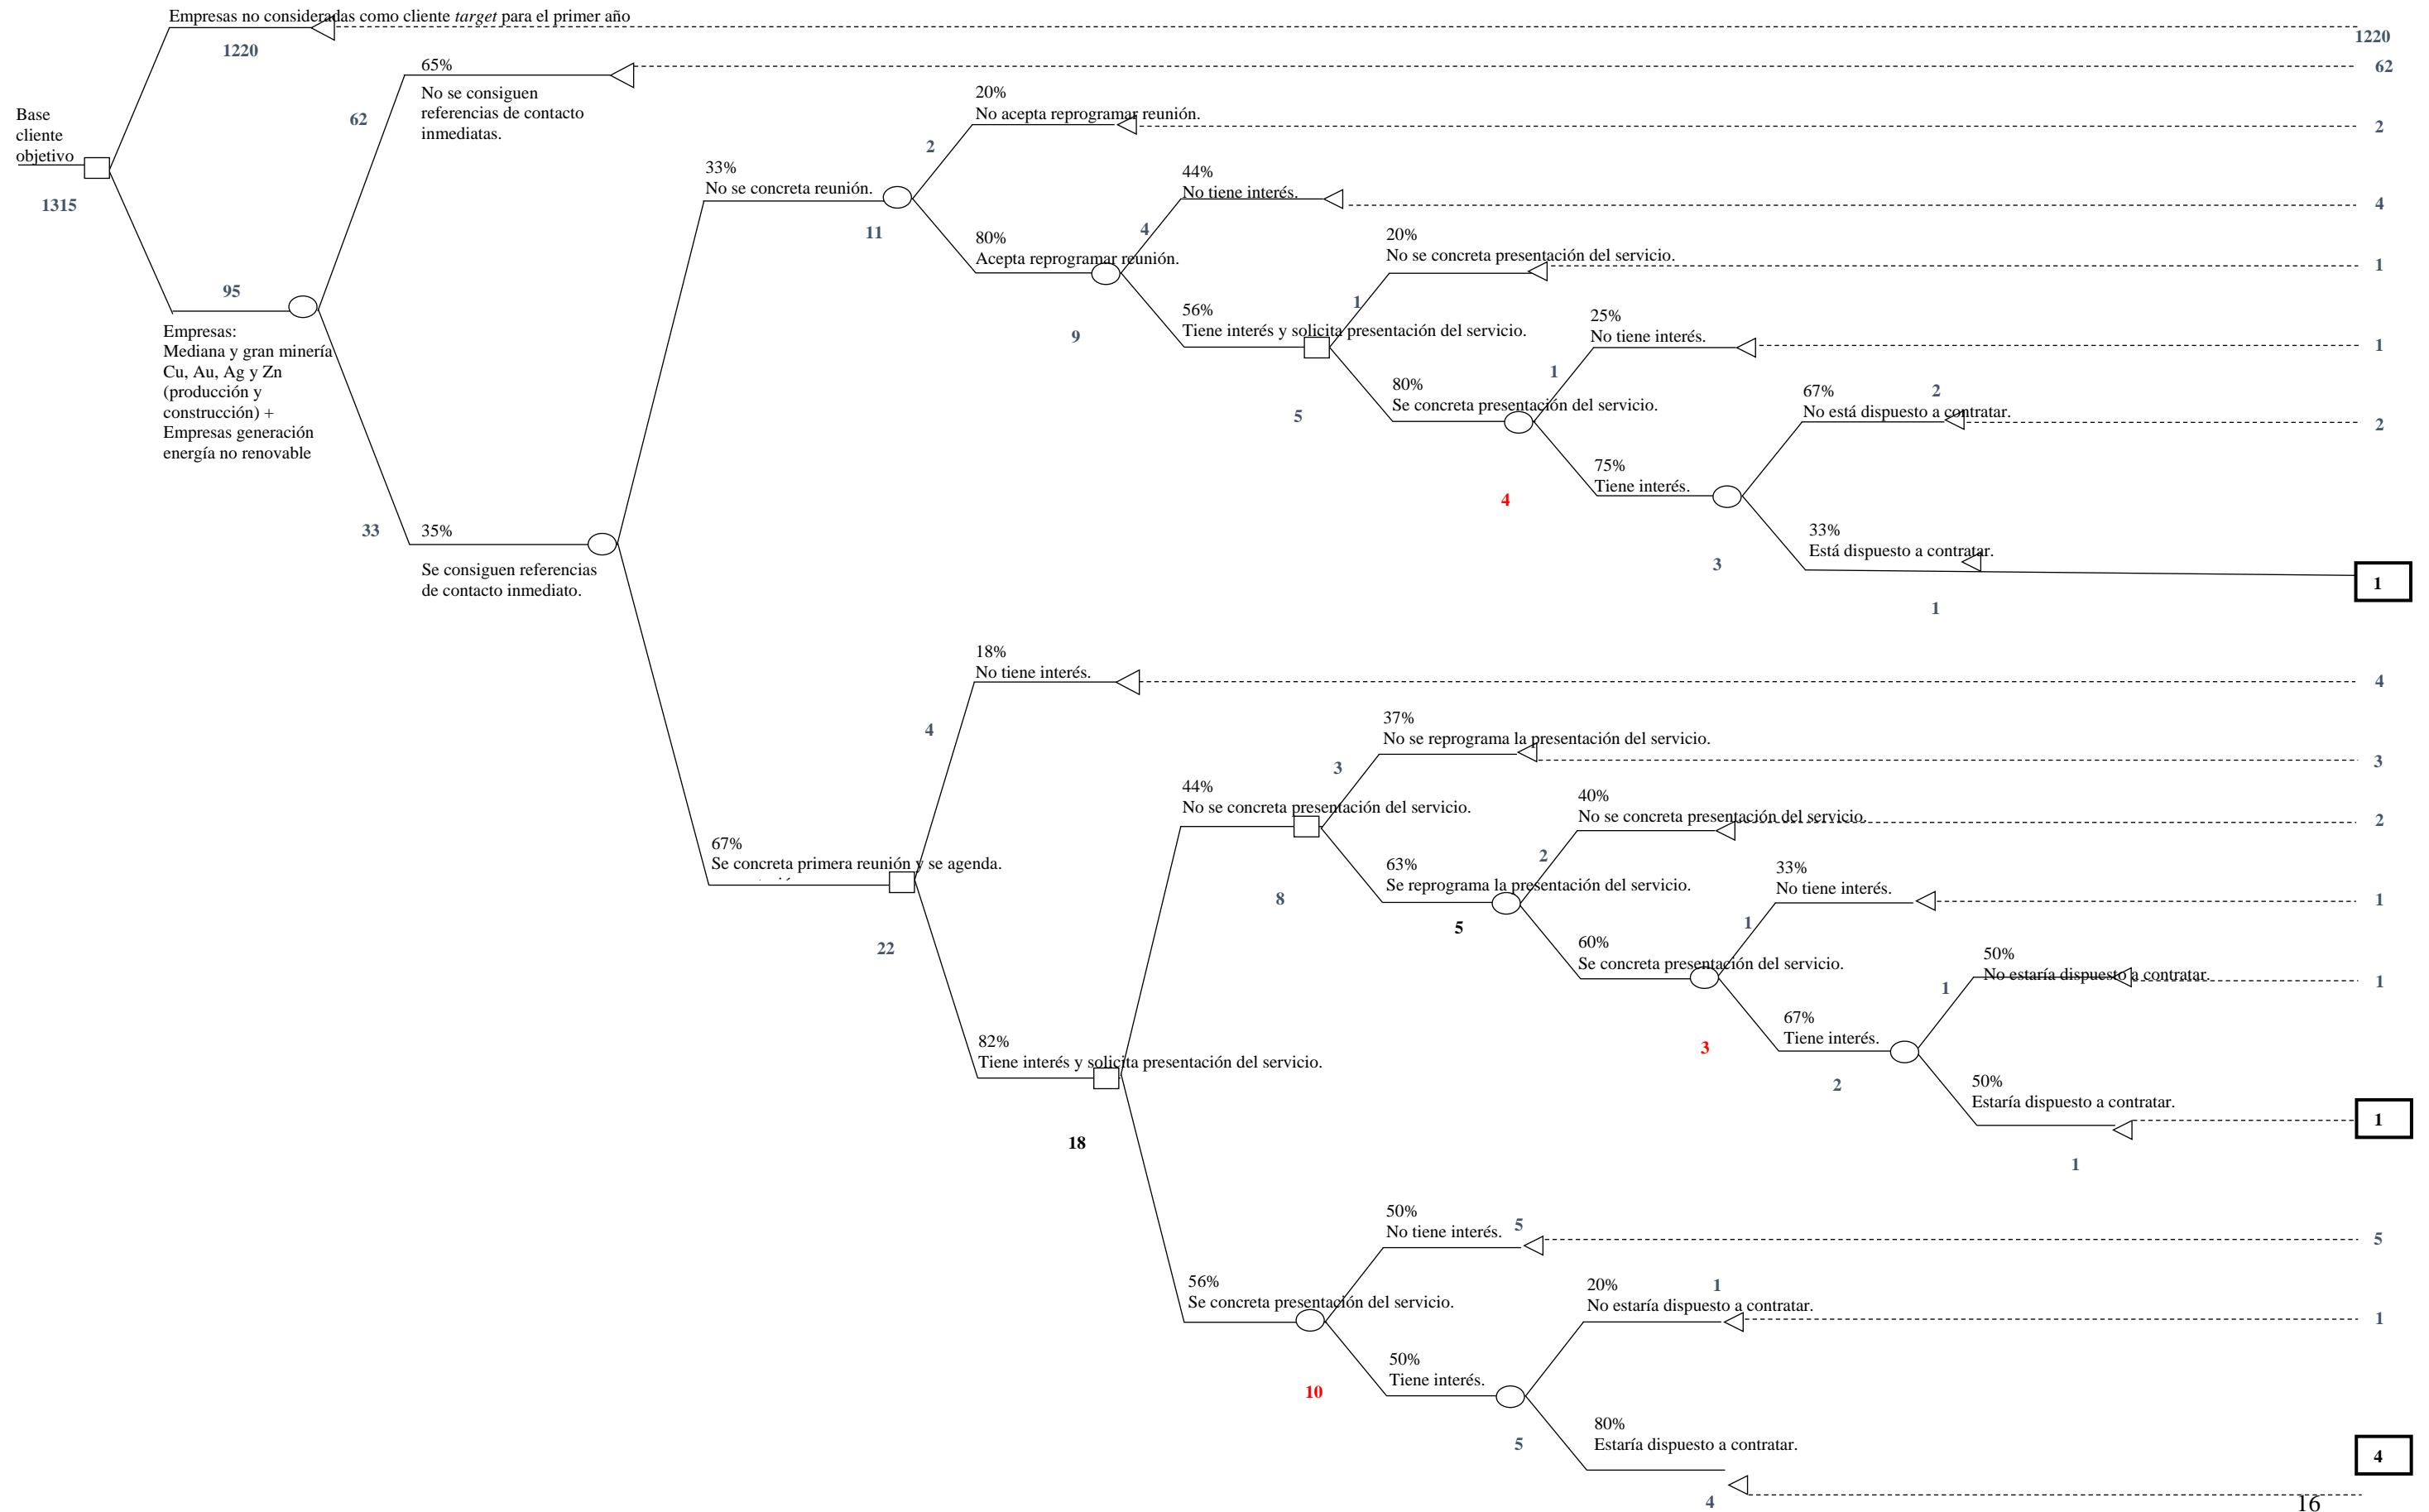 Empresas no consideradas como cliente target para el primer año
1220
1220
65%
No se consiguen
referencias de contacto
inmediatas.
62
62
Base
cliente
objetivo
1315
95
Empresas:
Mediana y gran minería
Cu, Au, Ag y Zn
(producción y
construcción) +
Empresas generación
energía no renovable
33
35%
Se consiguen referencias
de contacto inmediato.
33%
No se concreta reunión.
11
20%
No acepta reprogramar reunión.
2
2
80%
Acepta reprogramar reunión.
9
44%
No tiene interés.
4
4
56%
Tiene interés y solicita presentación del servicio.
5
20%
No se concreta presentación del servicio.
1
1
80%
Se concreta presentación del servicio.
4
25%
No tiene interés.
1
1
75%
Tiene interés.
3
67%
No está dispuesto a contratar.
2
2
33%
Está dispuesto a contratar.
1
1
67%
Se concreta primera reunión y se agenda.
22
18%
No tiene interés.
4
4
82%
Tiene interés y solicita presentación del servicio.
18
44%
No se concreta presentación del servicio.
8
37%
No se reprograma la presentación del servicio.
3
3
63%
Se reprograma la presentación del servicio.
5
40%
No se concreta presentación del servicio.
2
2
60%
Se concreta presentación del servicio.
3
33%
No tiene interés.
1
1
67%
Tiene interés.
2
50%
No estaría dispuesto a contratar.
1
1
50%
Estaría dispuesto a contratar.
1
1
56%
Se concreta presentación del servicio.
10
50%
No tiene interés.
5
5
50%
Tiene interés.
5
20%
No estaría dispuesto a contratar.
1
1
80%
Estaría dispuesto a contratar.
4
4
16